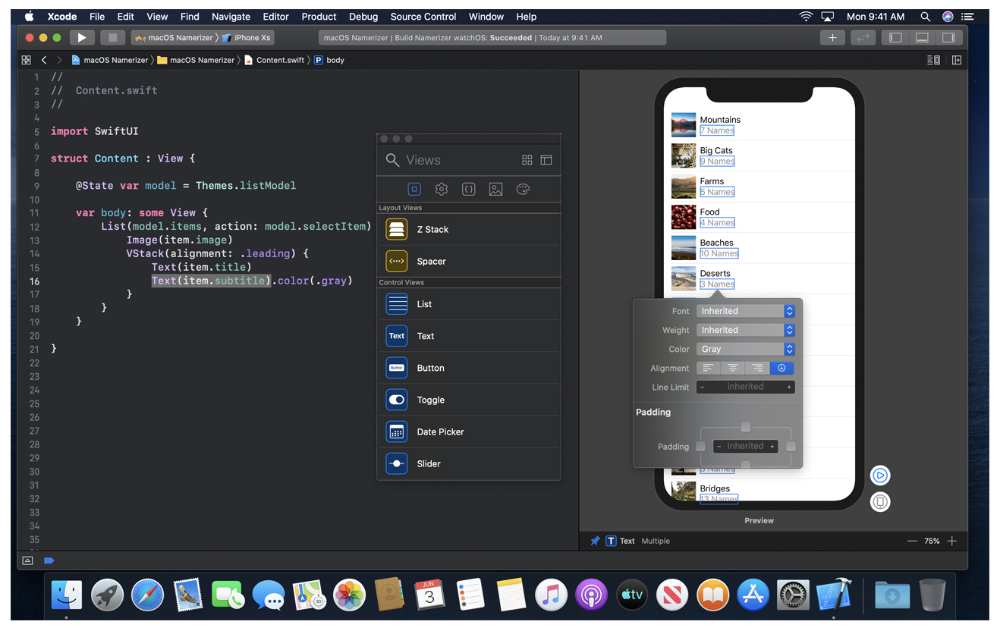 Xcode File Edit View Find Navigate Editor Product Debug Source Control Window Help Mon 9:41 AM
macOS Namerizer iPhone Xs
macOS Namerizer | Build Namerizer watchOS: Succeeded | Today at 9:41 AM
macOS Namerizer macOS Namerizer Content.swift P body
1 //
2 // Content.swift
3 //
4
5 import SwiftUI
6
7 struct Content : View {
8
9 @State var model = Themes.listModel
10
11 var body: some View {
12 List(model.items, action: model.selectItem)
13 Image(item.image)
14 VStack(alignment: .leading) {
15 Text(item.title)
16 Text(item.subtitle).color(.gray)
17 }
18 }
19 }
20
21 }
22
23
24
25
26
27
28
29
30
31
32
33
34
35
Views
Layout Views
Z Stack
Spacer
Control Views
List
Text Text
Button Button
Toggle
Date Picker
Slider
Mountains
7 Names
Big Cats
9 Names
Farms
5 Names
Food
4 Names
Beaches
10 Names
Deserts
3 Names
Font Inherited
Weight Inherited
Color Gray
Alignment
Line Limit − inherited +
Padding
Padding − Inherited +
Bridges
13 Names
Preview
T Text Multiple 75%
JUN
3
3D
tv